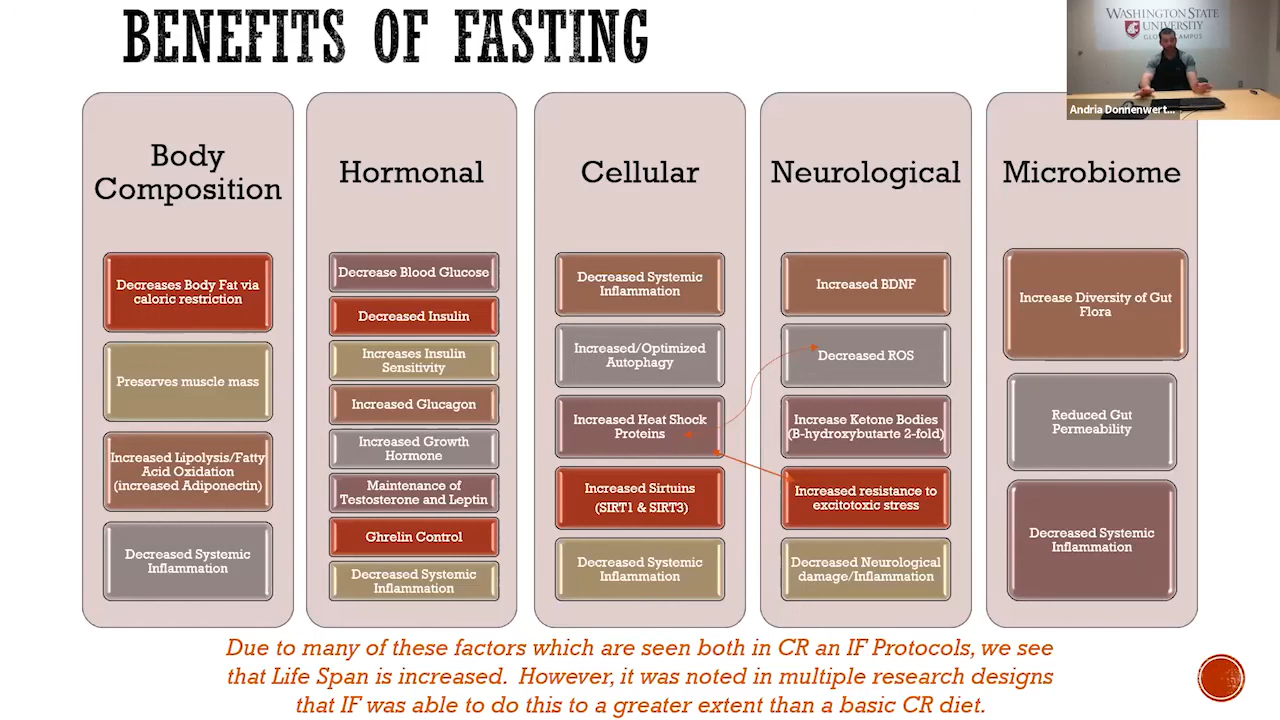 BENEFITS OF FASTING
WASHINGTON STATE
UNIVERSITY
Andria Donnenwert...
Body
Composition
Decreases Body Fat via
caloric restriction
Preserves muscle mass
Increased Lipolysis/Fatty
Acid Oxidation
(increased Adiponectin)
Decreased Systemic
Inflammation
Hormonal
Decrease Blood Glucose
Decreased Insulin
Increases Insulin
Sensitivity
Increased Glucagon
Increased Growth
Hormone
Maintenance of
Testosterone and Leptin
Ghrelin Control
Decreased Systemic
Inflammation
Cellular
Decreased Systemic
Inflammation
Increased/Optimized
Autophagy
Increased Heat Shock
Proteins
Increased Sirtuins
(SIRT1 & SIRT3)
Decreased Systemic
Inflammation
Neurological
Increased BDNF
Decreased ROS
Increase Ketone Bodies
(B-hydroxybutarte 2-fold)
Increased resistance to
excitotoxic stress
Decreased Neurological
damage/Inflammation
Microbiome
Increase Diversity of Gut
Flora
Reduced Gut
Permeability
Decreased Systemic
Inflammation
Due to many of these factors which are seen both in CR an IF Protocols, we see
that Life Span is increased. However, it was noted in multiple research designs
that IF was able to do this to a greater extent than a basic CR diet.